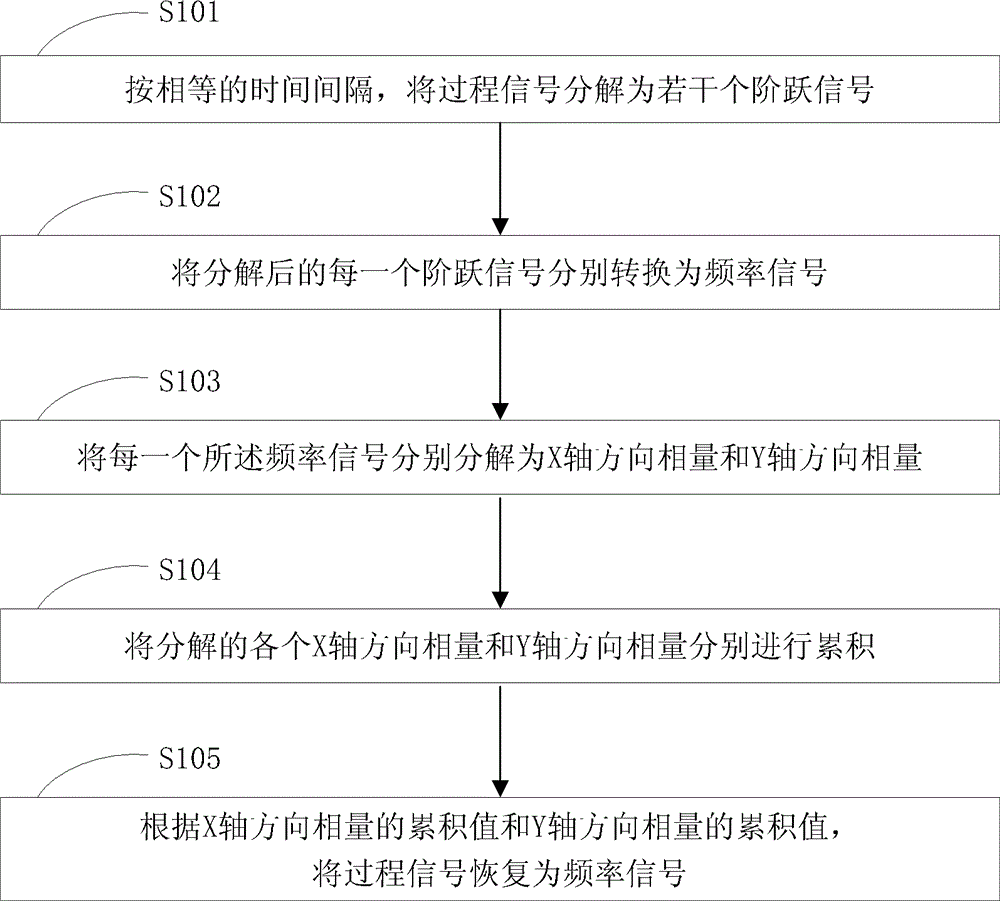 S101
按相等的时间间隔，将过程信号分解为若干个阶跃信号
S102
将分解后的每一个阶跃信号分别转换为频率信号
S103
将每一个所述频率信号分别分解为X轴方向相量和Y轴方向相量
S104
将分解的各个X轴方向相量和Y轴方向相量分别进行累积
S105
根据X轴方向相量的累积值和Y轴方向相量的累积值，
将过程信号恢复为频率信号